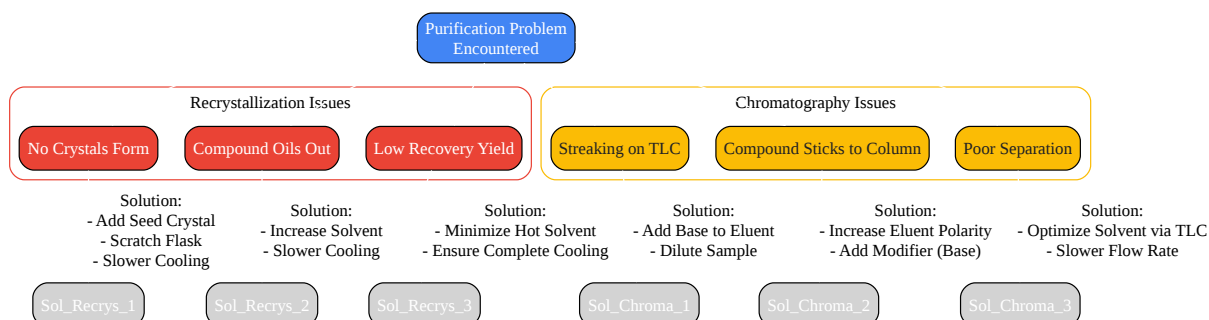 Purification Problem
Encountered
Recrystallization Issues
Chromatography Issues
No Crystals Form
Compound Oils Out
Low Recovery Yield
Streaking on TLC
Compound Sticks to Column
Poor Separation
Solution:
- Add Seed Crystal
- Scratch Flask
- Slower Cooling
Solution:
- Increase Solvent
- Slower Cooling
Solution:
- Minimize Hot Solvent
- Ensure Complete Cooling
Solution:
- Add Base to Eluent
- Dilute Sample
Solution:
- Increase Eluent Polarity
- Add Modifier (Base)
Solution:
- Optimize Solvent via TLC
- Slower Flow Rate
Sol_Recrys_1
Sol_Recrys_2
Sol_Recrys_3
Sol_Chroma_1
Sol_Chroma_2
Sol_Chroma_3